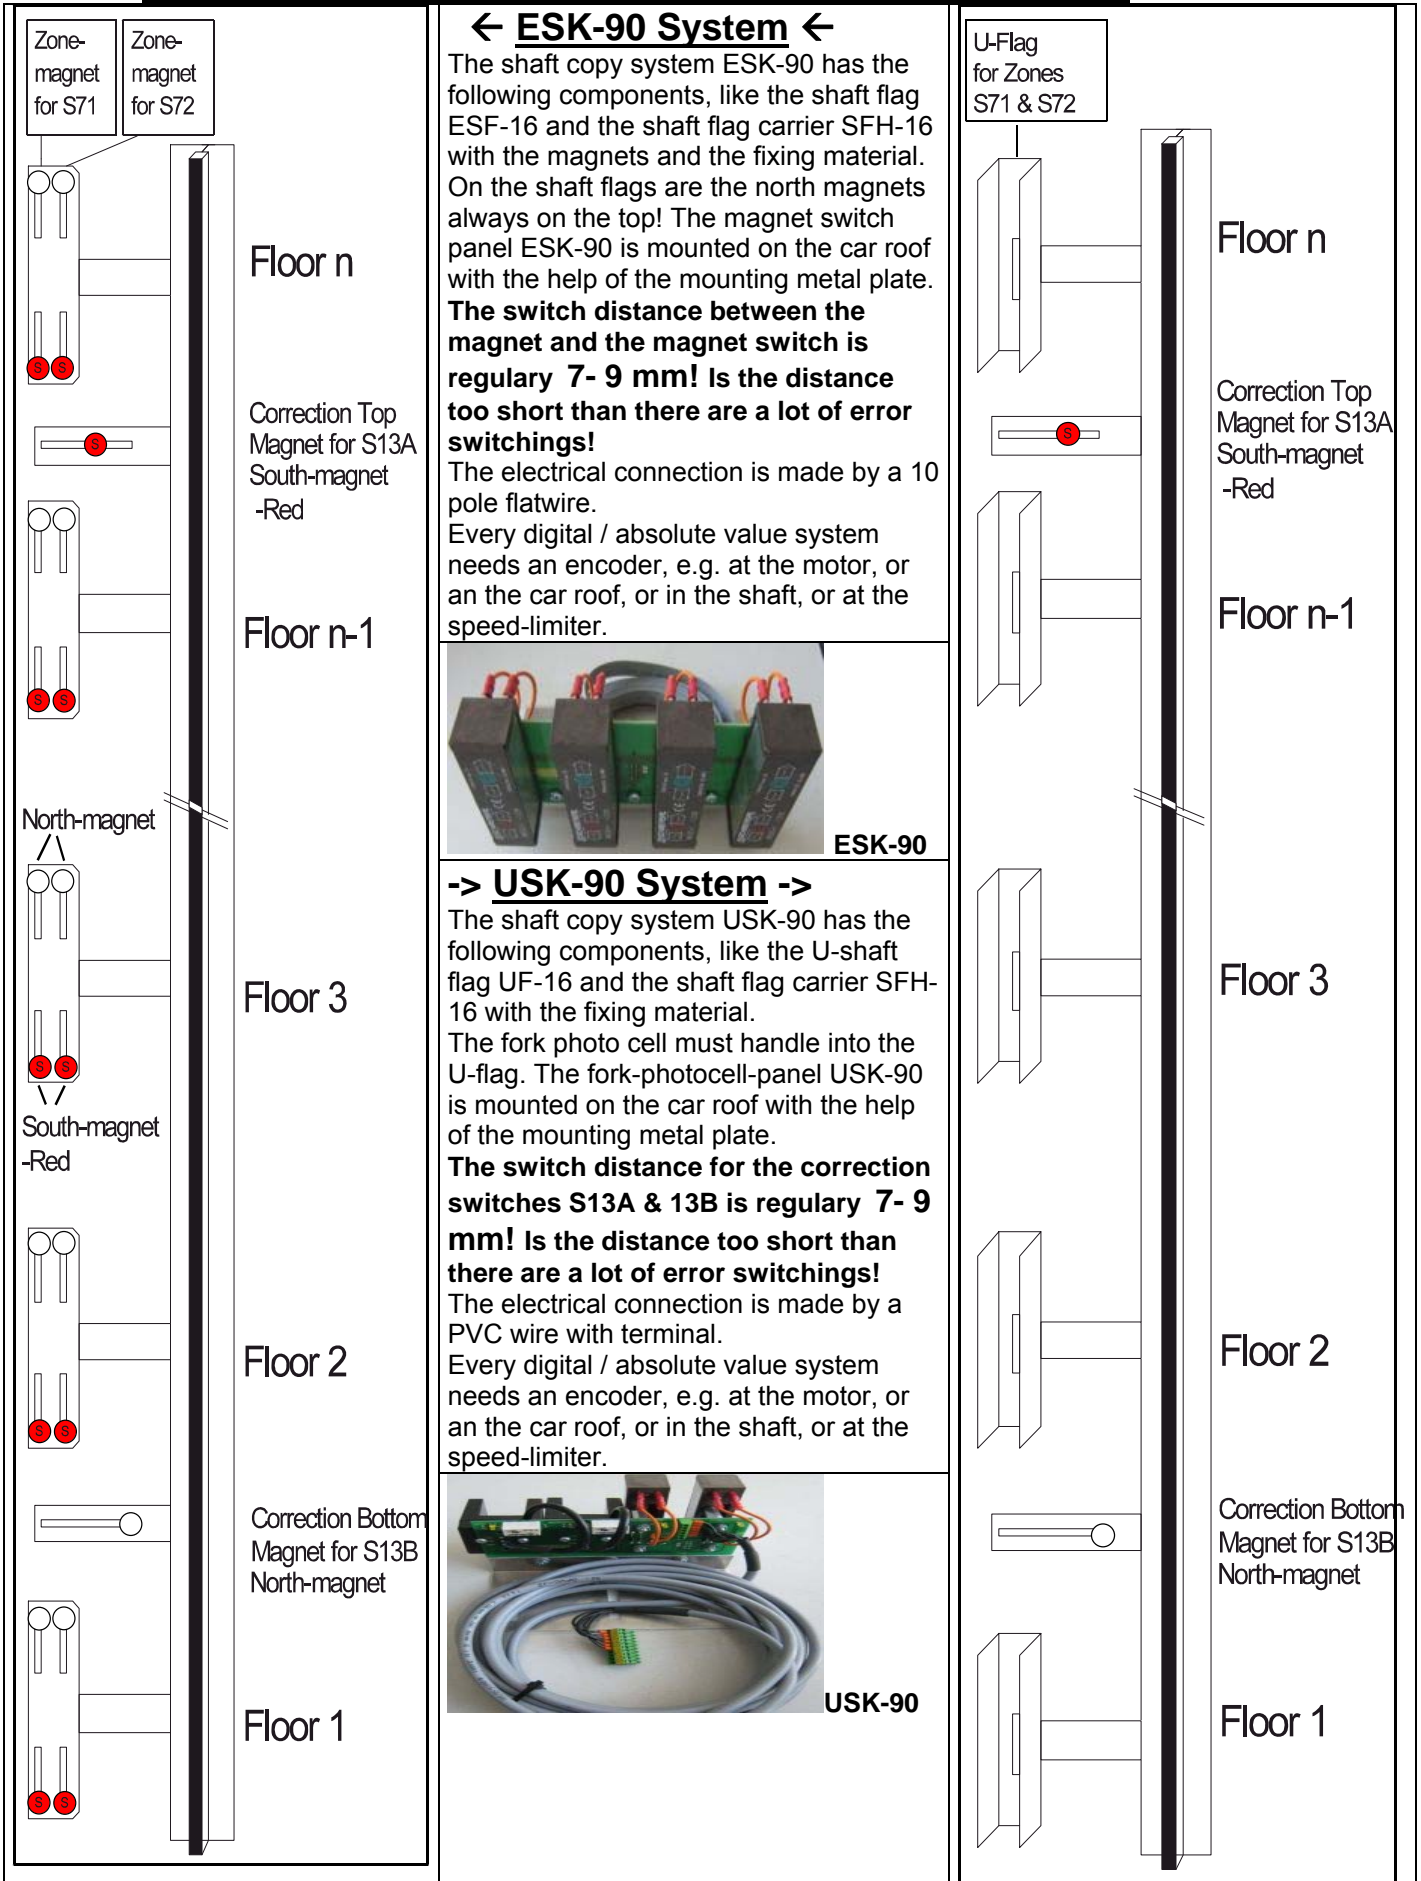 Zone-
magnet
for S71
Zone-
magnet
for S72
Floor n
S S
Correction Top
Magnet for S13A
South-magnet
-Red
S
Floor n-1
S S
North-magnet
Floor 3
S S
South-magnet
-Red
Floor 2
S S
Correction Bottom
Magnet for S13B
North-magnet
Floor 1
S S
← ESK-90 System ←
The shaft copy system ESK-90 has the
following components, like the shaft flag
ESF-16 and the shaft flag carrier SFH-16
with the magnets and the fixing material.
On the shaft flags are the north magnets
always on the top! The magnet switch
panel ESK-90 is mounted on the car roof
with the help of the mounting metal plate.
The switch distance between the
magnet and the magnet switch is
regulary 7- 9 mm! Is the distance
too short than there are a lot of error
switchings!
The electrical connection is made by a 10
pole flatwire.
Every digital / absolute value system
needs an encoder, e.g. at the motor, or
an the car roof, or in the shaft, or at the
speed-limiter.
ESK-90
-> USK-90 System ->
The shaft copy system USK-90 has the
following components, like the U-shaft
flag UF-16 and the shaft flag carrier SFH-
16 with the fixing material.
The fork photo cell must handle into the
U-flag. The fork-photocell-panel USK-90
is mounted on the car roof with the help
of the mounting metal plate.
The switch distance for the correction
switches S13A & 13B is regulary 7- 9
mm! Is the distance too short than
there are a lot of error switchings!
The electrical connection is made by a
PVC wire with terminal.
Every digital / absolute value system
needs an encoder, e.g. at the motor, or
an the car roof, or in the shaft, or at the
speed-limiter.
USK-90
U-Flag
for Zones
S71 & S72
Floor n
Correction Top
Magnet for S13A
South-magnet
-Red
S
Floor n-1
Floor 3
Floor 2
Correction Bottom
Magnet for S13B
North-magnet
Floor 1